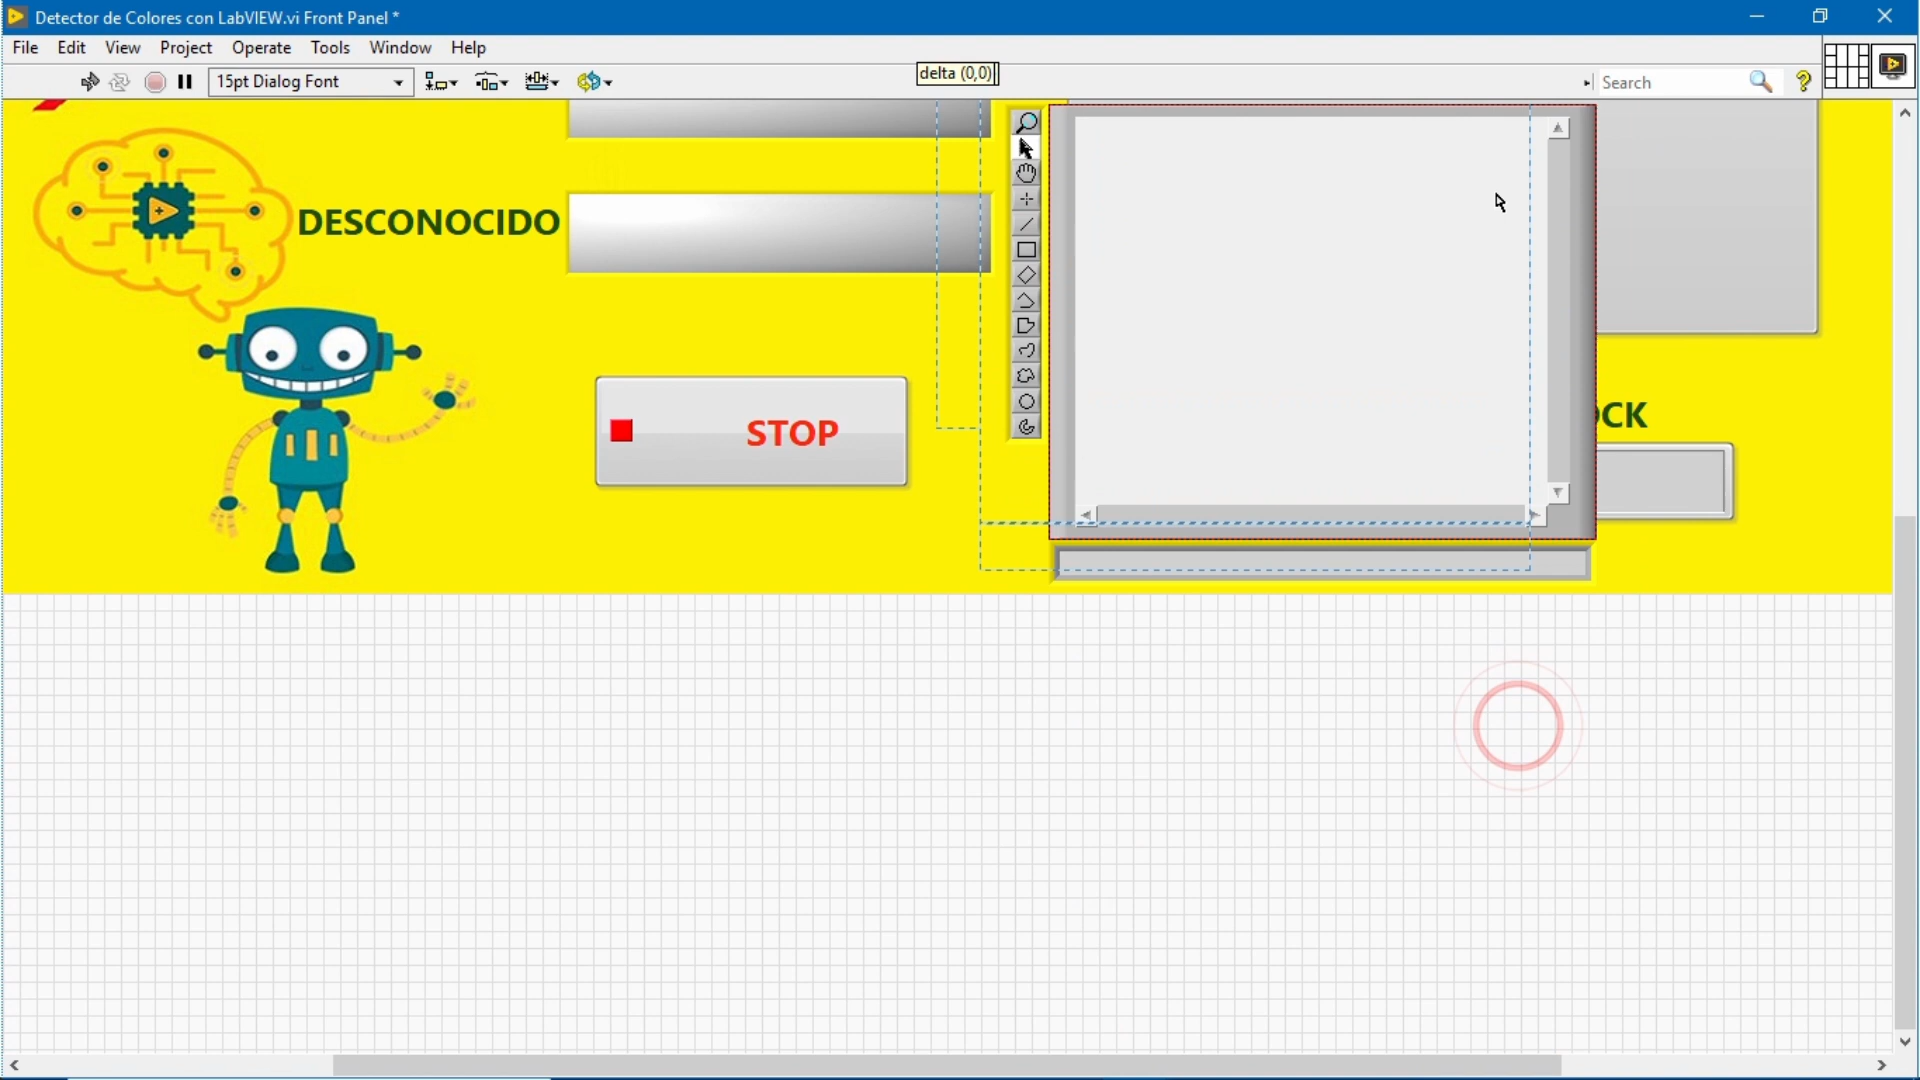 Detector de Colores con LabVIEW.vi Front Panel *
File Edit View Project Operate Tools Window Help
15pt Dialog Font
delta (0,0)
Search
?
DESCONOCIDO
STOP
OCK